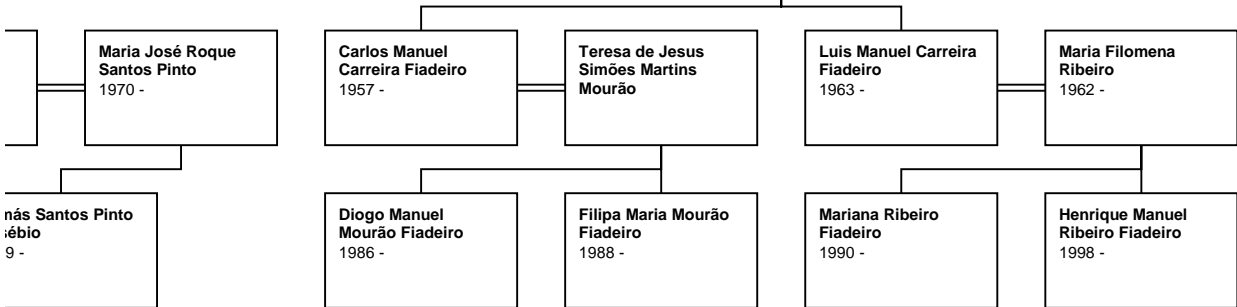 Maria José Roque
Santos Pinto
1970 -
Carlos Manuel
Carreira Fiadeiro
1957 -
Teresa de Jesus
Simões Martins
Mourão
Luis Manuel Carreira
Fiadeiro
1963 -
Maria Filomena
Ribeiro
1962 -
Santos Pinto
Diogo Manuel
Mourão Fiadeiro
1986 -
Filipa Maria Mourão
Fiadeiro
1988 -
Mariana Ribeiro
Fiadeiro
1990 -
Henrique Manuel
Ribeiro Fiadeiro
1998 -